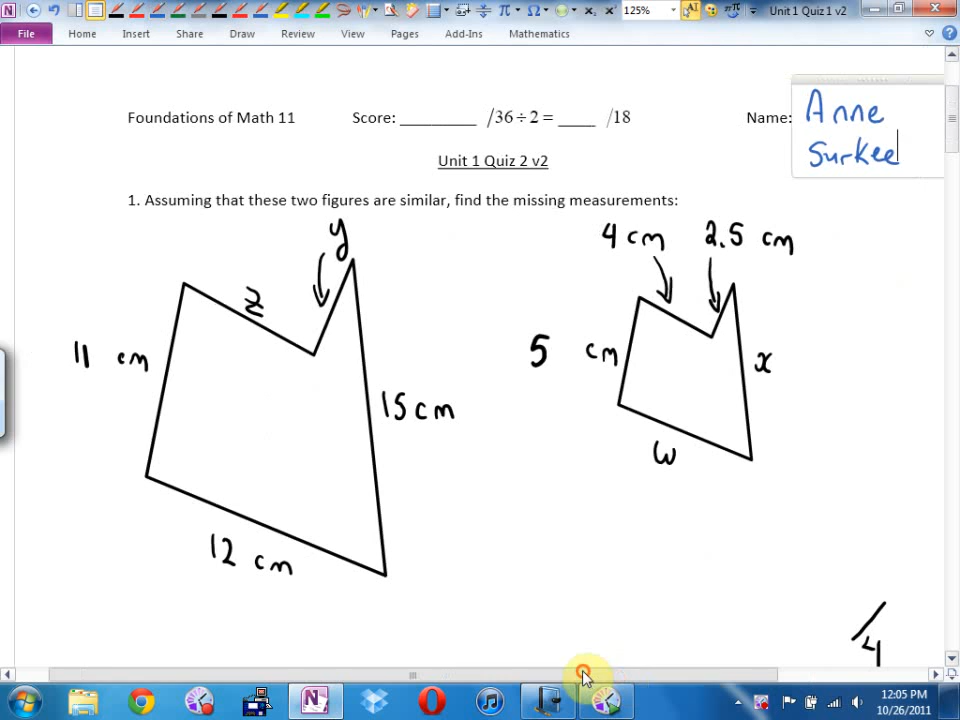 125%
Unit 1 Quiz 1 v2
File Home Insert Share Draw Review View Pages Add-Ins Mathematics
Foundations of Math 11 Score: _________ /36 ÷ 2 = ____ /18 Name: Anne
Surkee
Unit 1 Quiz 2 v2
1. Assuming that these two figures are similar, find the missing measurements:
y
4 cm 2.5 cm
z
11 cm
5 cm
x
15 cm
w
12 cm
/4
12:05 PM
10/26/2011